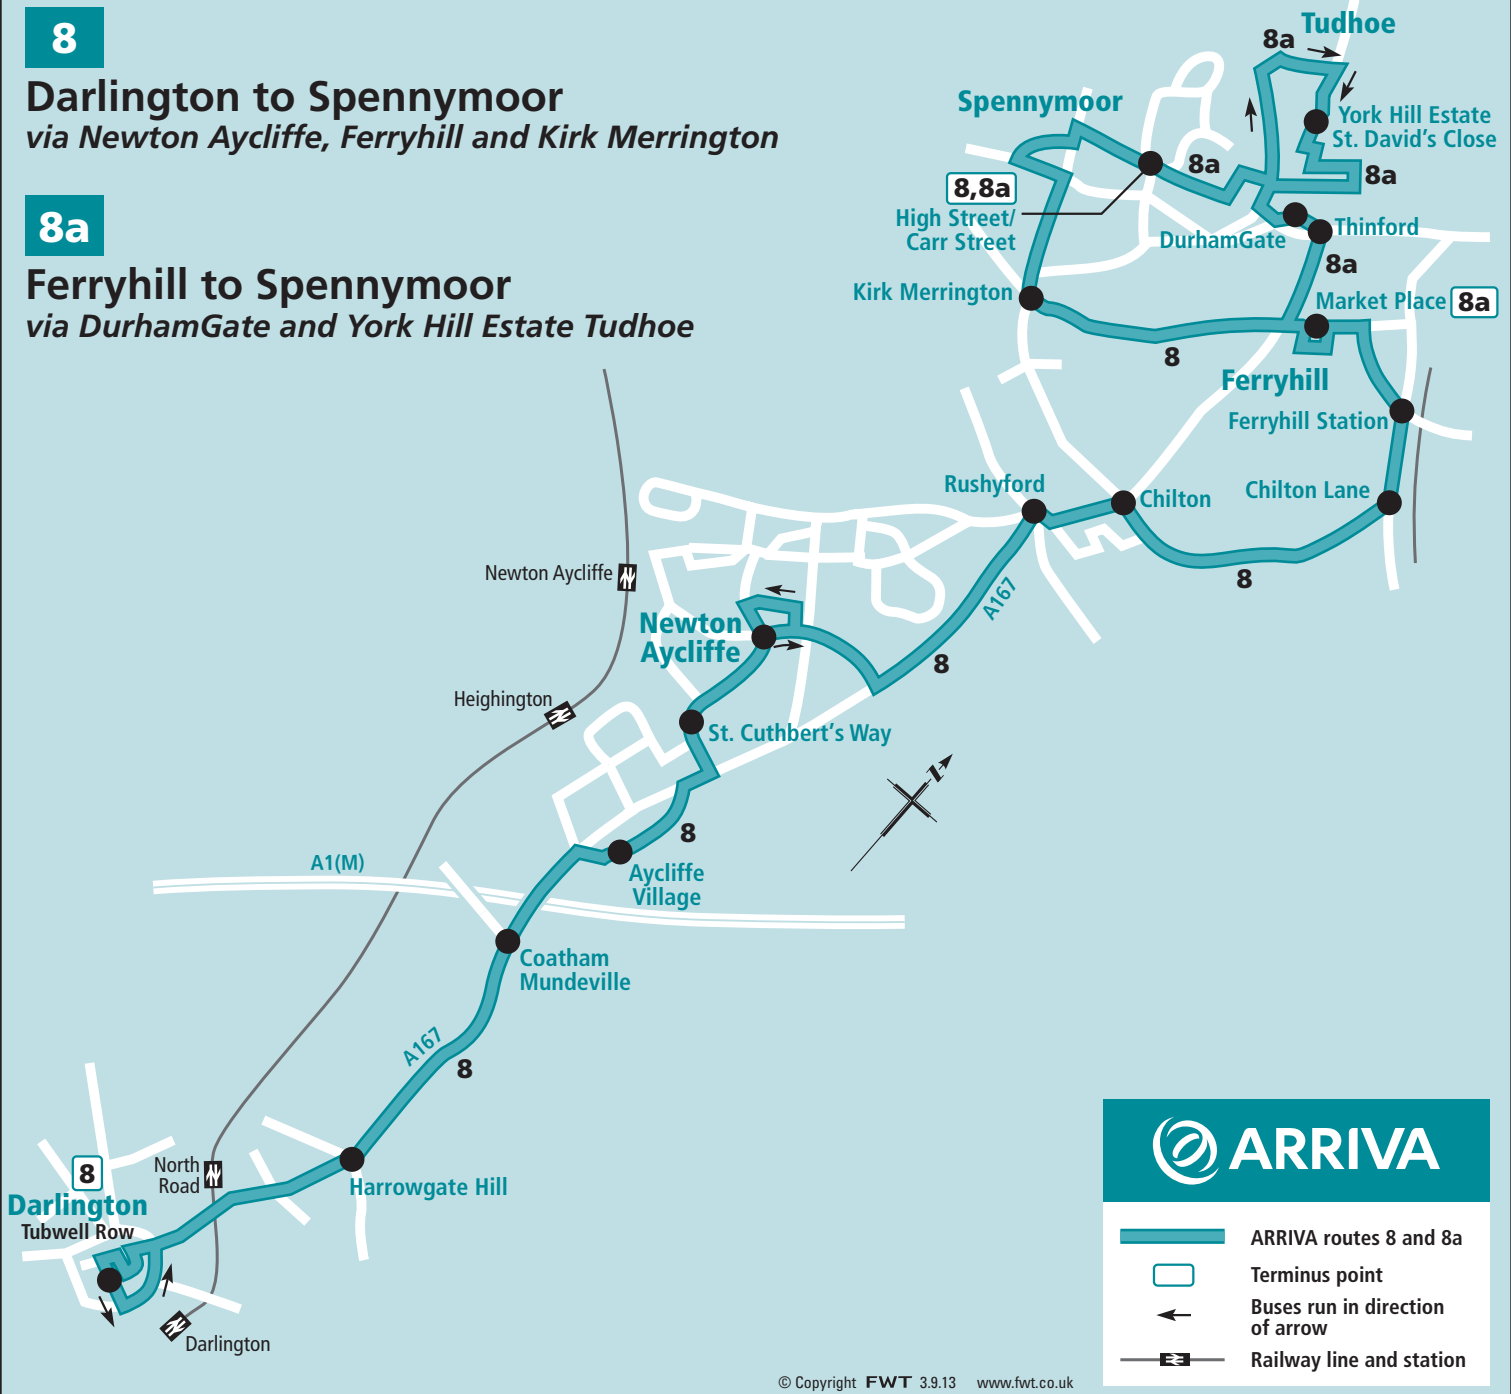 8
Darlington to Spennymoor
via Newton Aycliffe, Ferryhill and Kirk Merrington
8a
Ferryhill to Spennymoor
via DurhamGate and York Hill Estate Tudhoe
Tudhoe
8a
York Hill Estate
St. David's Close
Spennymoor
8a
8a
8,8a
High Street/
Carr Street
DurhamGate
Thinford
8a
Kirk Merrington
Market Place
8a
8
Ferryhill
Ferryhill Station
Rushyford
Chilton
Chilton Lane
8
Newton Aycliffe
A167
Newton
Aycliffe
8
Heighington
St. Cuthbert's Way
N
8
A1(M)
Aycliffe
Village
Coatham
Mundeville
A167
8
North
Road
8
Darlington
Tubwell Row
Harrowgate Hill
Darlington
ARRIVA
ARRIVA routes 8 and 8a
Terminus point
Buses run in direction
of arrow
Railway line and station
© Copyright FWT 3.9.13 www.fwt.co.uk